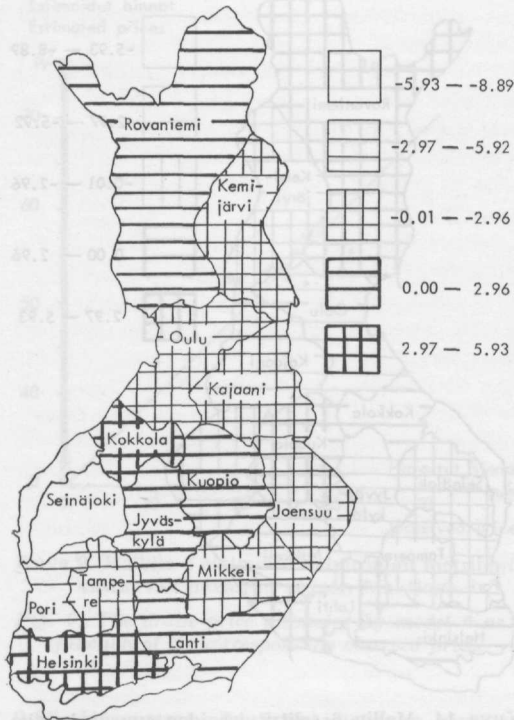 Rovaniemi
Kemi-
järvi
Oulu
Kajaani
Kokkola
Kuopio
Seinäjoki
Joensuu
Jyväs-
kylä
Mikkeli
Tampe-
re
Pori
Lahti
Helsinki
-5.93 — -8.89
-2.97 — -5.92
-0.01 — -2.96
0.00 — 2.96
2.97 — 5.93